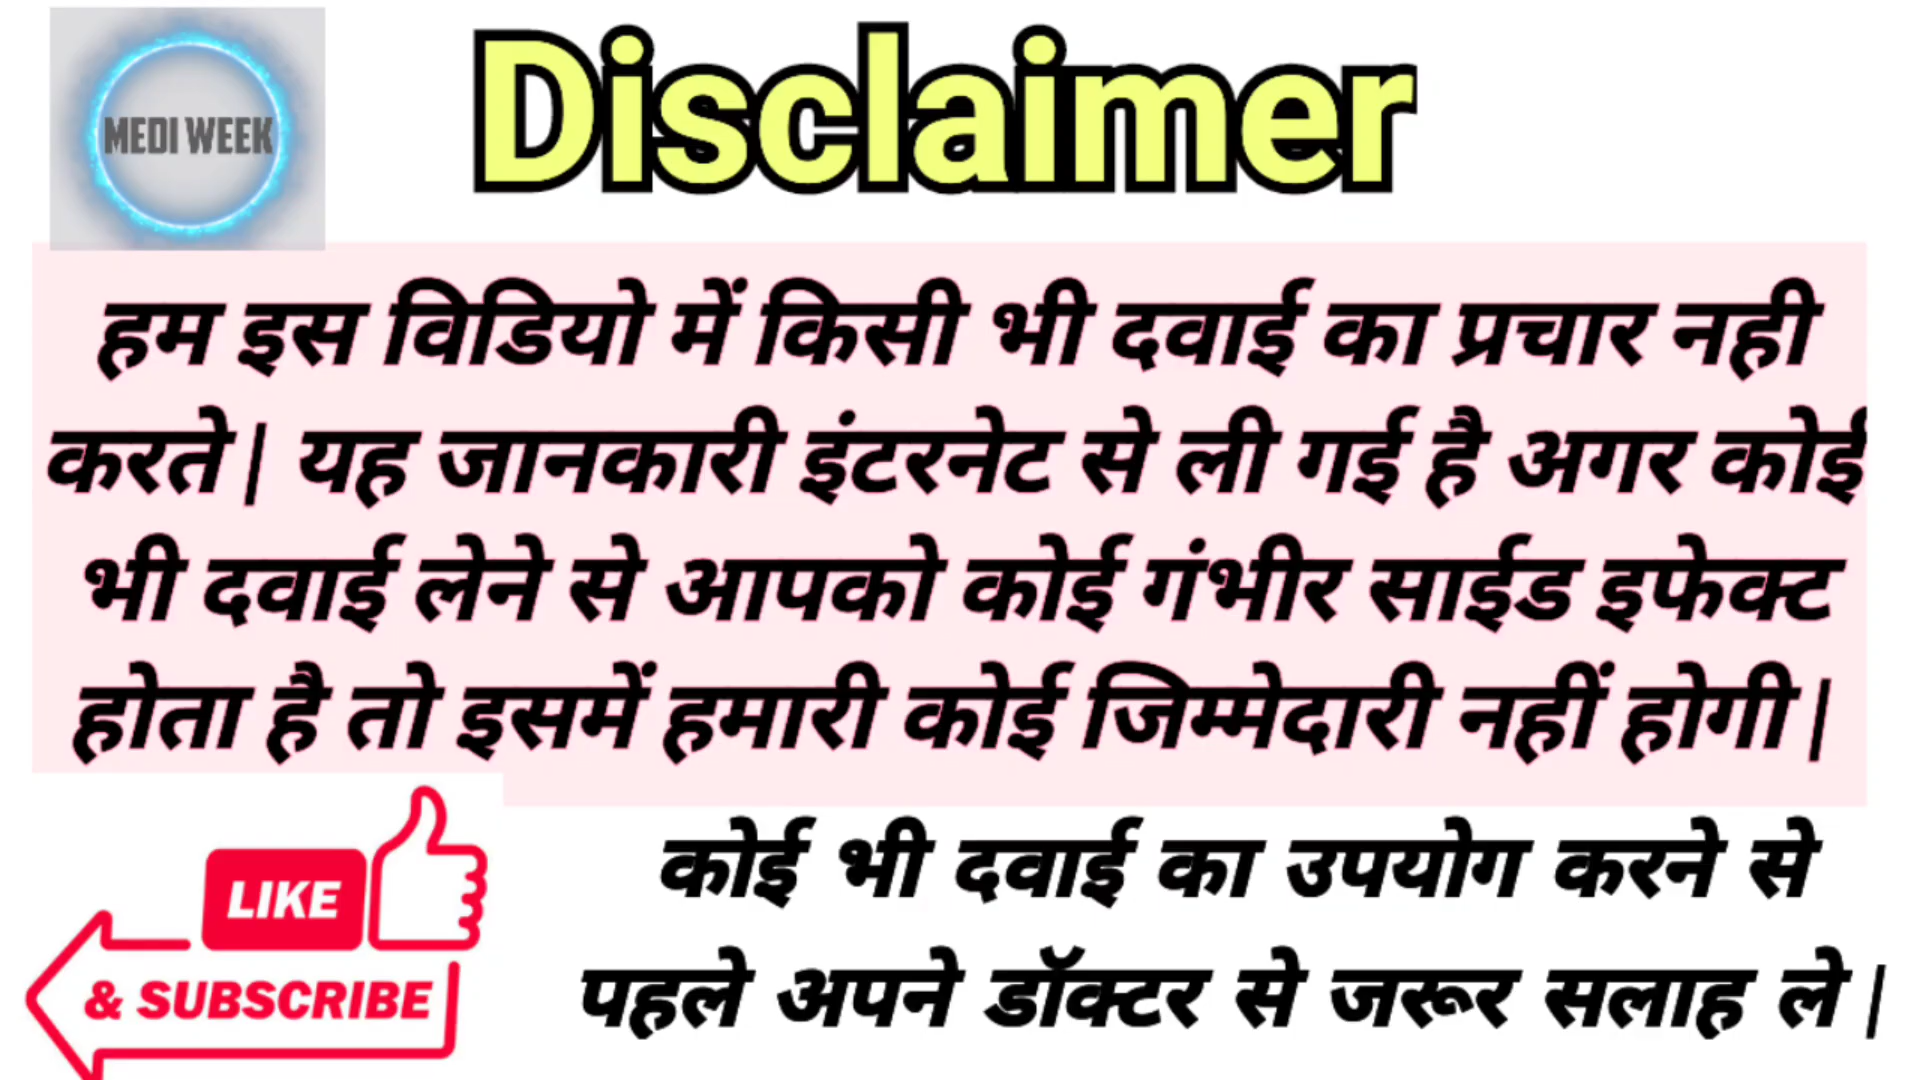 MEDI WEEK
Disclaimer
हम इस विडियो में किसी भी दवाई का प्रचार नही
करते| यह जानकारी इंटरनेट से ली गई है अगर कोई
भी दवाई लेने से आपको कोई गंभीर साईड इफेक्ट
होता है तो इसमें हमारी कोई जिम्मेदारी नहीं होगी|
कोई भी दवाई का उपयोग करने से
पहले अपने डॉक्टर से जरूर सलाह ले|
LIKE
& SUBSCRIBE